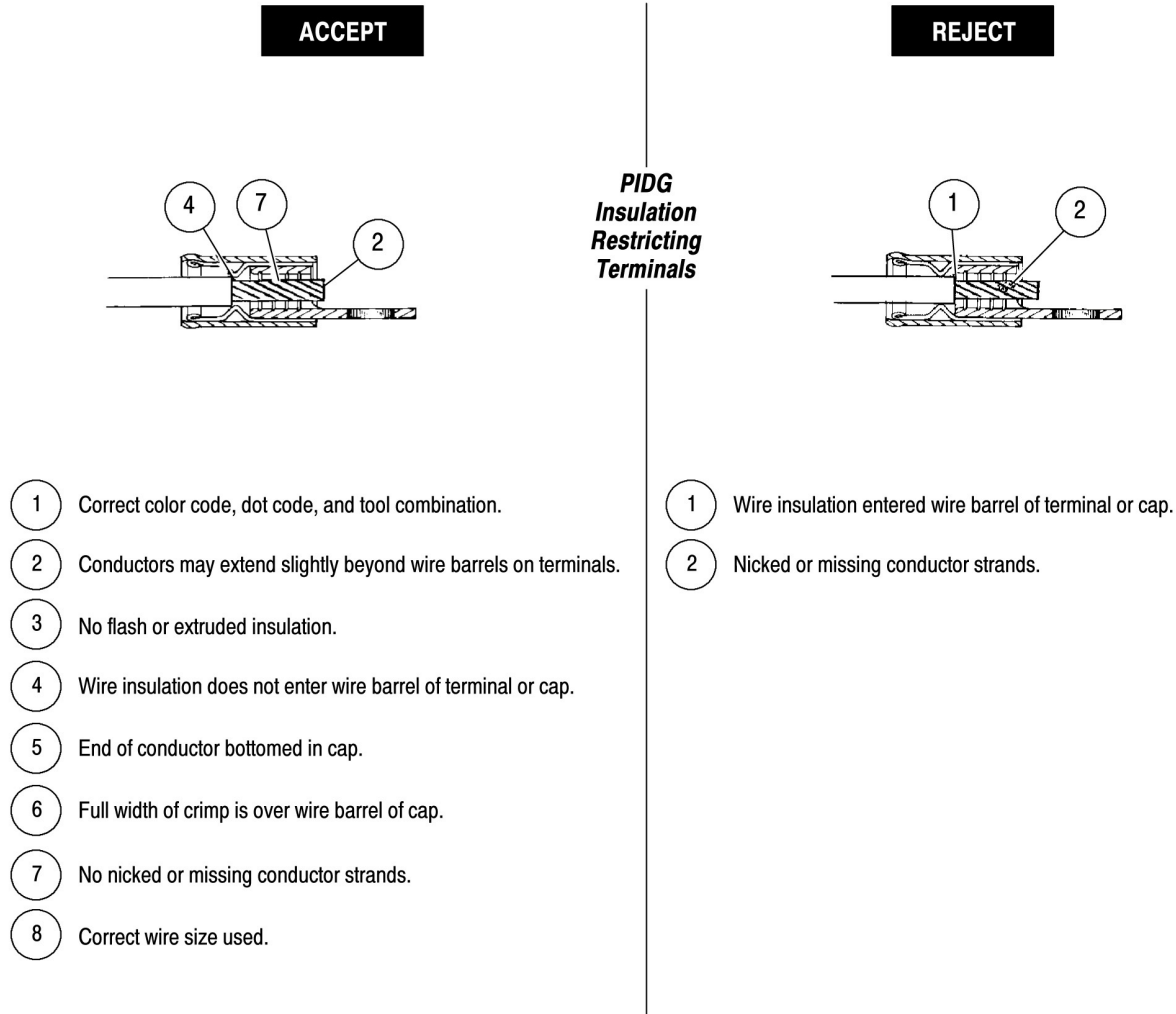 ACCEPT
REJECT
4
7
2
PIDG
Insulation
Restricting
Terminals
1
2
1 Correct color code, dot code, and tool combination.
2 Conductors may extend slightly beyond wire barrels on terminals.
3 No flash or extruded insulation.
4 Wire insulation does not enter wire barrel of terminal or cap.
5 End of conductor bottomed in cap.
6 Full width of crimp is over wire barrel of cap.
7 No nicked or missing conductor strands.
8 Correct wire size used.
1 Wire insulation entered wire barrel of terminal or cap.
2 Nicked or missing conductor strands.